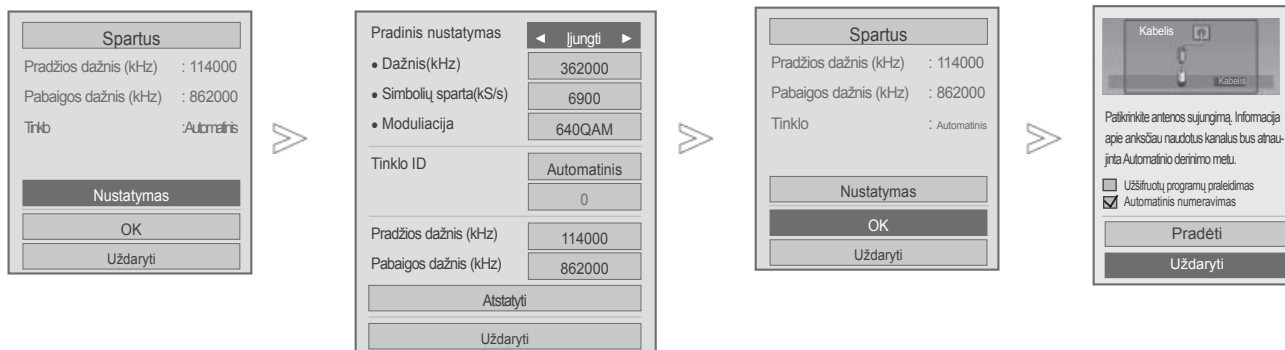 Spartus
Pradžios dažnis (kHz) : 114000
Pabaigos dažnis (kHz) : 862000
Tinklo :Automatinis
Nustatymas
OK
Uždaryti
Pradinis nustatymas ◄ Įjungti ►
• Dažnis(kHz) 362000
• Simbolių sparta(kS/s) 6900
• Moduliacija 640QAM
Tinklo ID Automatinis
0
Pradžios dažnis (kHz) 114000
Pabaigos dažnis (kHz) 862000
Atstatyti
Uždaryti
Spartus
Pradžios dažnis (kHz) : 114000
Pabaigos dažnis (kHz) : 862000
Tinklo : Automatinis
Nustatymas
OK
Uždaryti
Kabelis
Kabelis
Patikrinkite antenos sujungimą. Informacija
apie anksčiau naudotus kanalus bus atnau-
jinta Automatinio derinimo metu.
Užšifruotų programų praleidimas
Automatinis numeravimas
Pradėti
Uždaryti